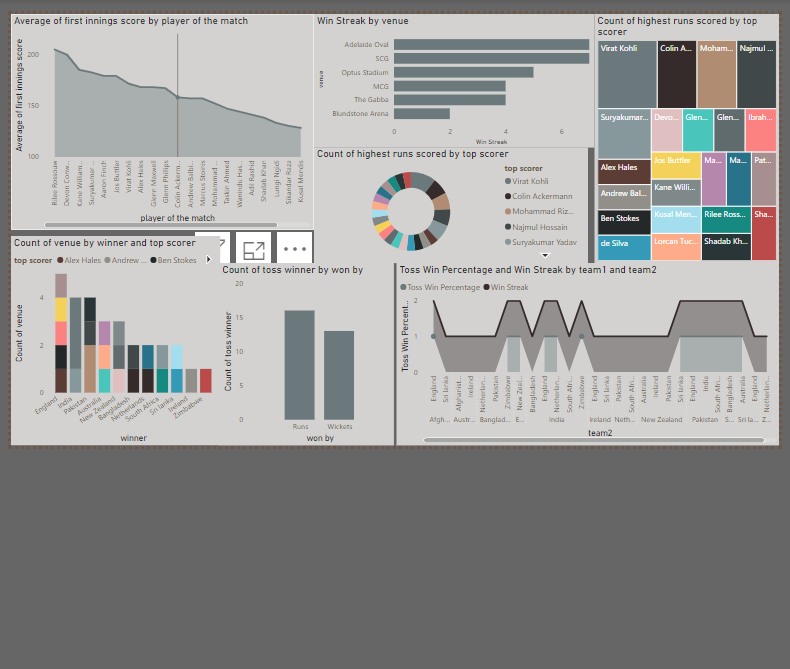 Average of first innings score by player of the match
Average of first innings score
200
150
100
Rilee Rossouw
Devon Conw...
Kane William...
Suryakumar ...
Aaron Finch
Jos Buttler
Virat Kohli
Alex Hales
Glenn Maxwell
Glenn Phillips
Colin Ackerm...
Andrew Balbi...
Marcus Stoinis
Mohammad ...
Taskin Ahmed
Wanindu Has...
Adil Rashid
Shadab Khan
Lungi Ngidi
Sikandar Raza
Kusal Mendis
player of the match
Win Streak by venue
venue
Adelaide Oval
SCG
Optus Stadium
MCG
The Gabba
Blundstone Arena
0
2
4
6
Win Streak
Count of highest runs scored by top scorer
top scorer
Virat Kohli
Colin Ackermann
Mohammad Riz...
Najmul Hossain
Suryakumar Yadav
Count of highest runs scored by top
scorer
Virat Kohli
Colin A...
Moham...
Najmul ...
Suryakumar...
Devo...
Glen...
Glen...
Ibrah...
Alex Hales
Jos Buttler
Ma...
Ma...
Pat...
Andrew Bal...
Kane Willi...
Ben Stokes
Kusal Men...
Rilee Ross...
Sha...
de Silva
Lorcan Tuc...
Shadab Kh...
Count of venue by winner and top scorer
top scorer
Alex Hales
Andrew ...
Ben Stokes
Count of venue
4
2
0
England
India
Pakistan
Australia
New Zealand
Bangladesh
Netherlands
South Africa
Sri lanka
Ireland
Zimbabwe
winner
Count of toss winner by won by
Count of toss winner
20
15
10
5
0
Runs
Wickets
won by
Toss Win Percentage and Win Streak by team1 and team2
Toss Win Percentage
Win Streak
Toss Win Percent...
2
1
0
England
Sri lanka
Afghanist...
India
Netherlan...
Pakistan
Zimbabwe
New Zeal...
Bangladesh
England
Netherlan...
South Afri...
Zimbabwe
England
Sri lanka
Pakistan
South Afri...
Australia
Ireland
Pakistan
Sri lanka
England
India
South Afri...
Bangladesh
Australia
England
Netherlan...
Afgh...
Austr...
Banglad...
E...
India
Ireland
Neth...
New Zealand
Pakistan
S...
Sri la...
Z...
team2